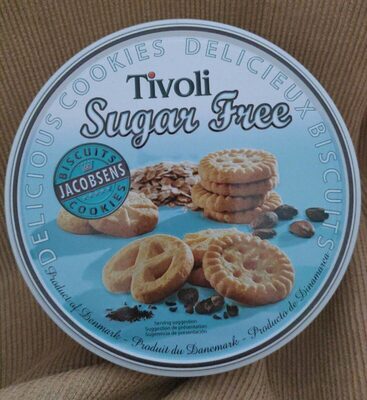 DELICIOUS COOKIES DELICIEUX BISCUITS
Tivoli
Sugar Free
BISCUITS
JACOBSENS
COOKIES
Serving suggestion
Suggestion de présentation
Sugerencia de presentación
Product of Denmark - Produit du Danemark - Producto de Dinamarca